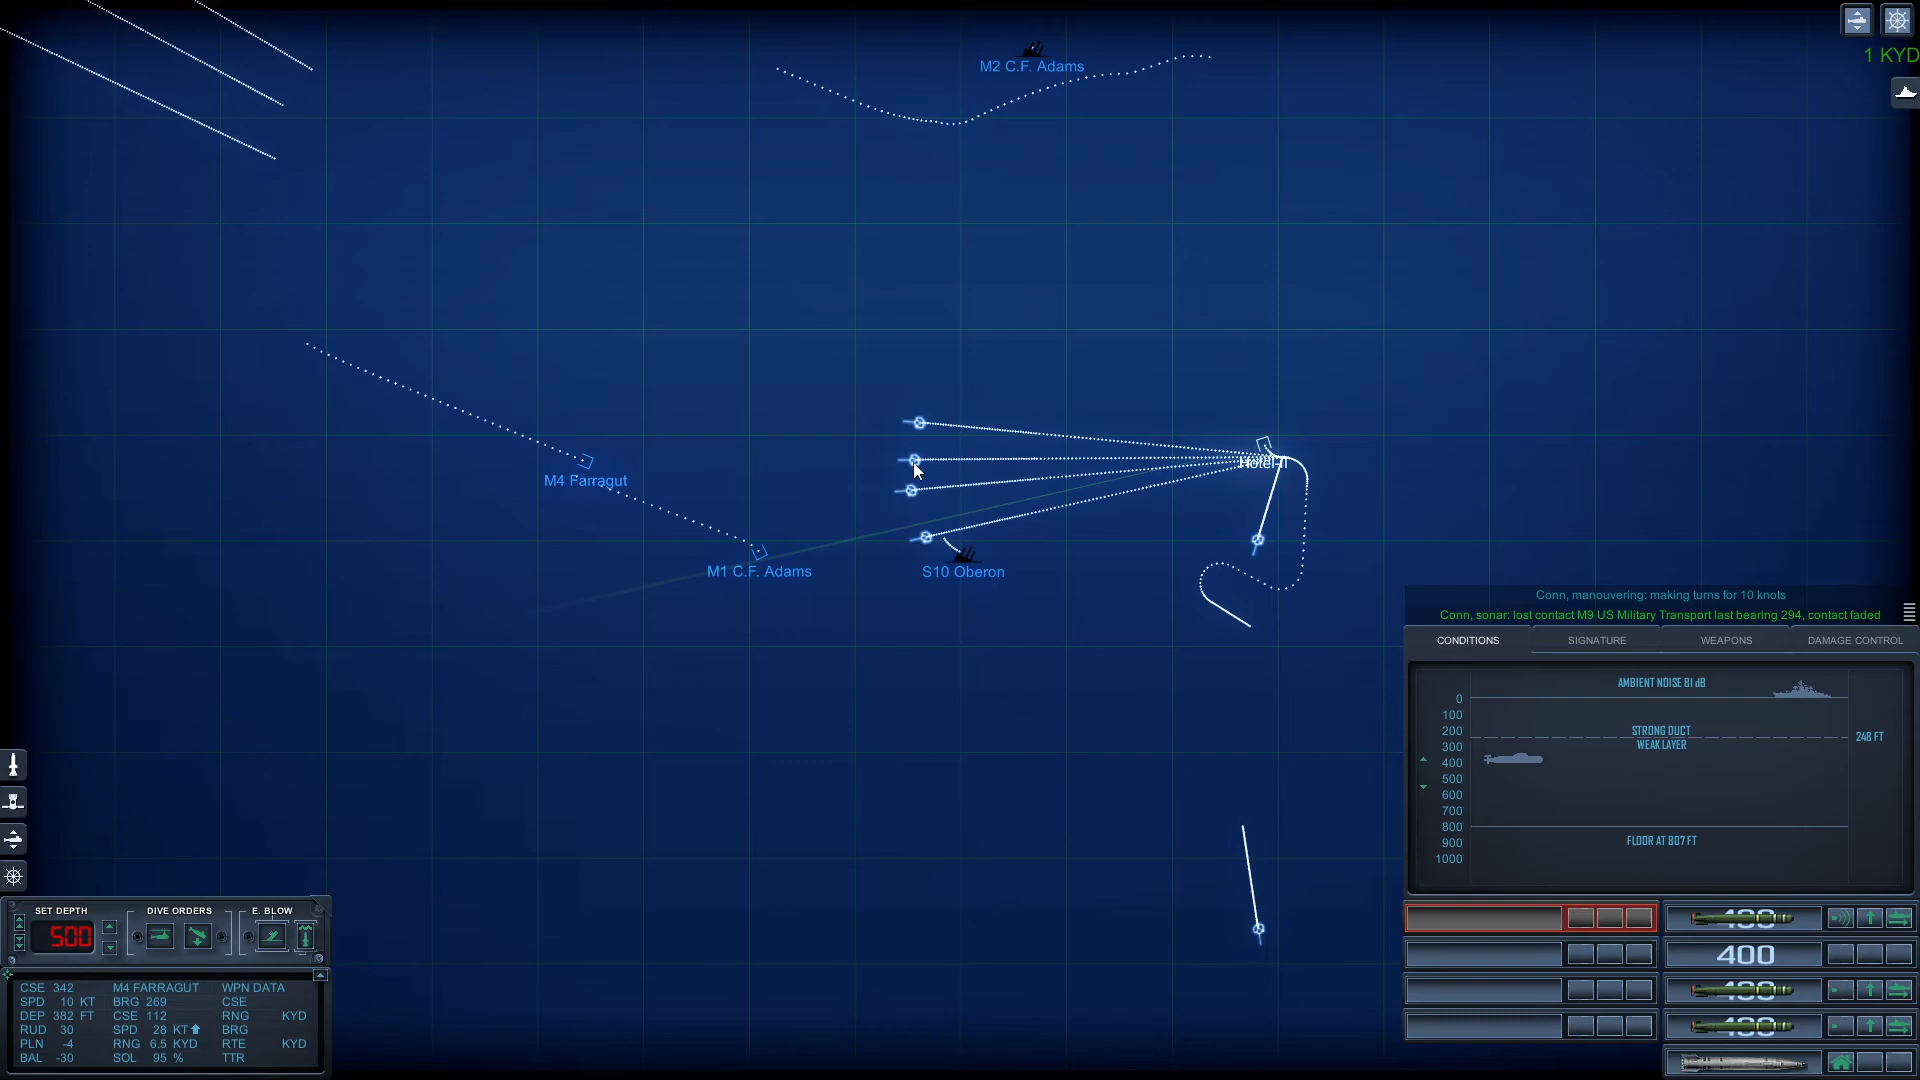 M2 C.F. Adams
1 KYD
Hotel-II
M4 Farragut
M1 C.F. Adams
S10 Oberon
Conn, manouvering: making turns for 10 knots
Conn, sonar: lost contact M9 US Military Transport last bearing 294, contact faded
CONDITIONS SIGNATURE WEAPONS DAMAGE CONTROL
AMBIENT NOISE 81 dB
0
100
200
300
400
500
600
700
800
900
1000
STRONG DUCT
WEAK LAYER
248 FT
FLOOR AT 807 FT
SET DEPTH DIVE ORDERS E. BLOW
500
CSE 342 M4 FARRAGUT WPN DATA
SPD 10 KT BRG 269 CSE
DEP 382 FT CSE 112 RNG KYD
RUD 30 SPD 28 KT BRG
PLN -4 RNG 6.5 KYD RTE KYD
BAL -30 SOL 95 % TTR
400
400
400
400